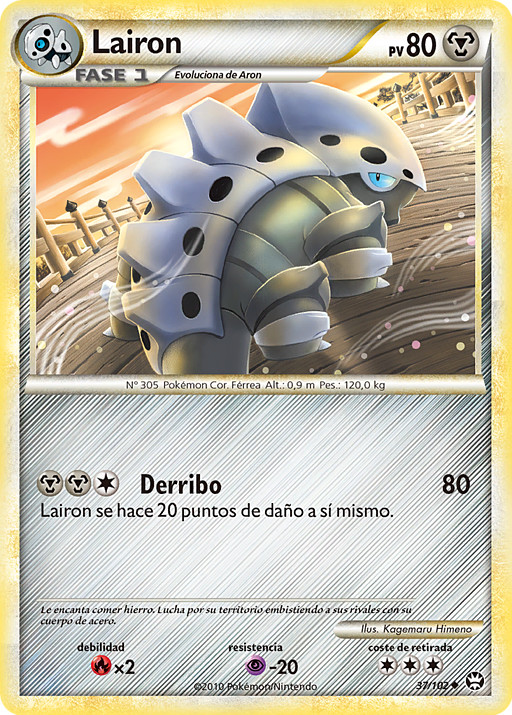 Lairon
PV 80
FASE 1
Evoluciona de Aron
Nº 305 Pokémon Cor. Férrea Alt.: 0,9 m Pes.: 120,0 kg
Derribo 80
Lairon se hace 20 puntos de daño a sí mismo.
Le encanta comer hierro. Lucha por su territorio embistiendo a sus rivales con su
cuerpo de acero.
Ilus. Kagemaru Himeno
debilidad resistencia coste de retirada
×2 -20
©2010 Pokémon/Nintendo 37/102